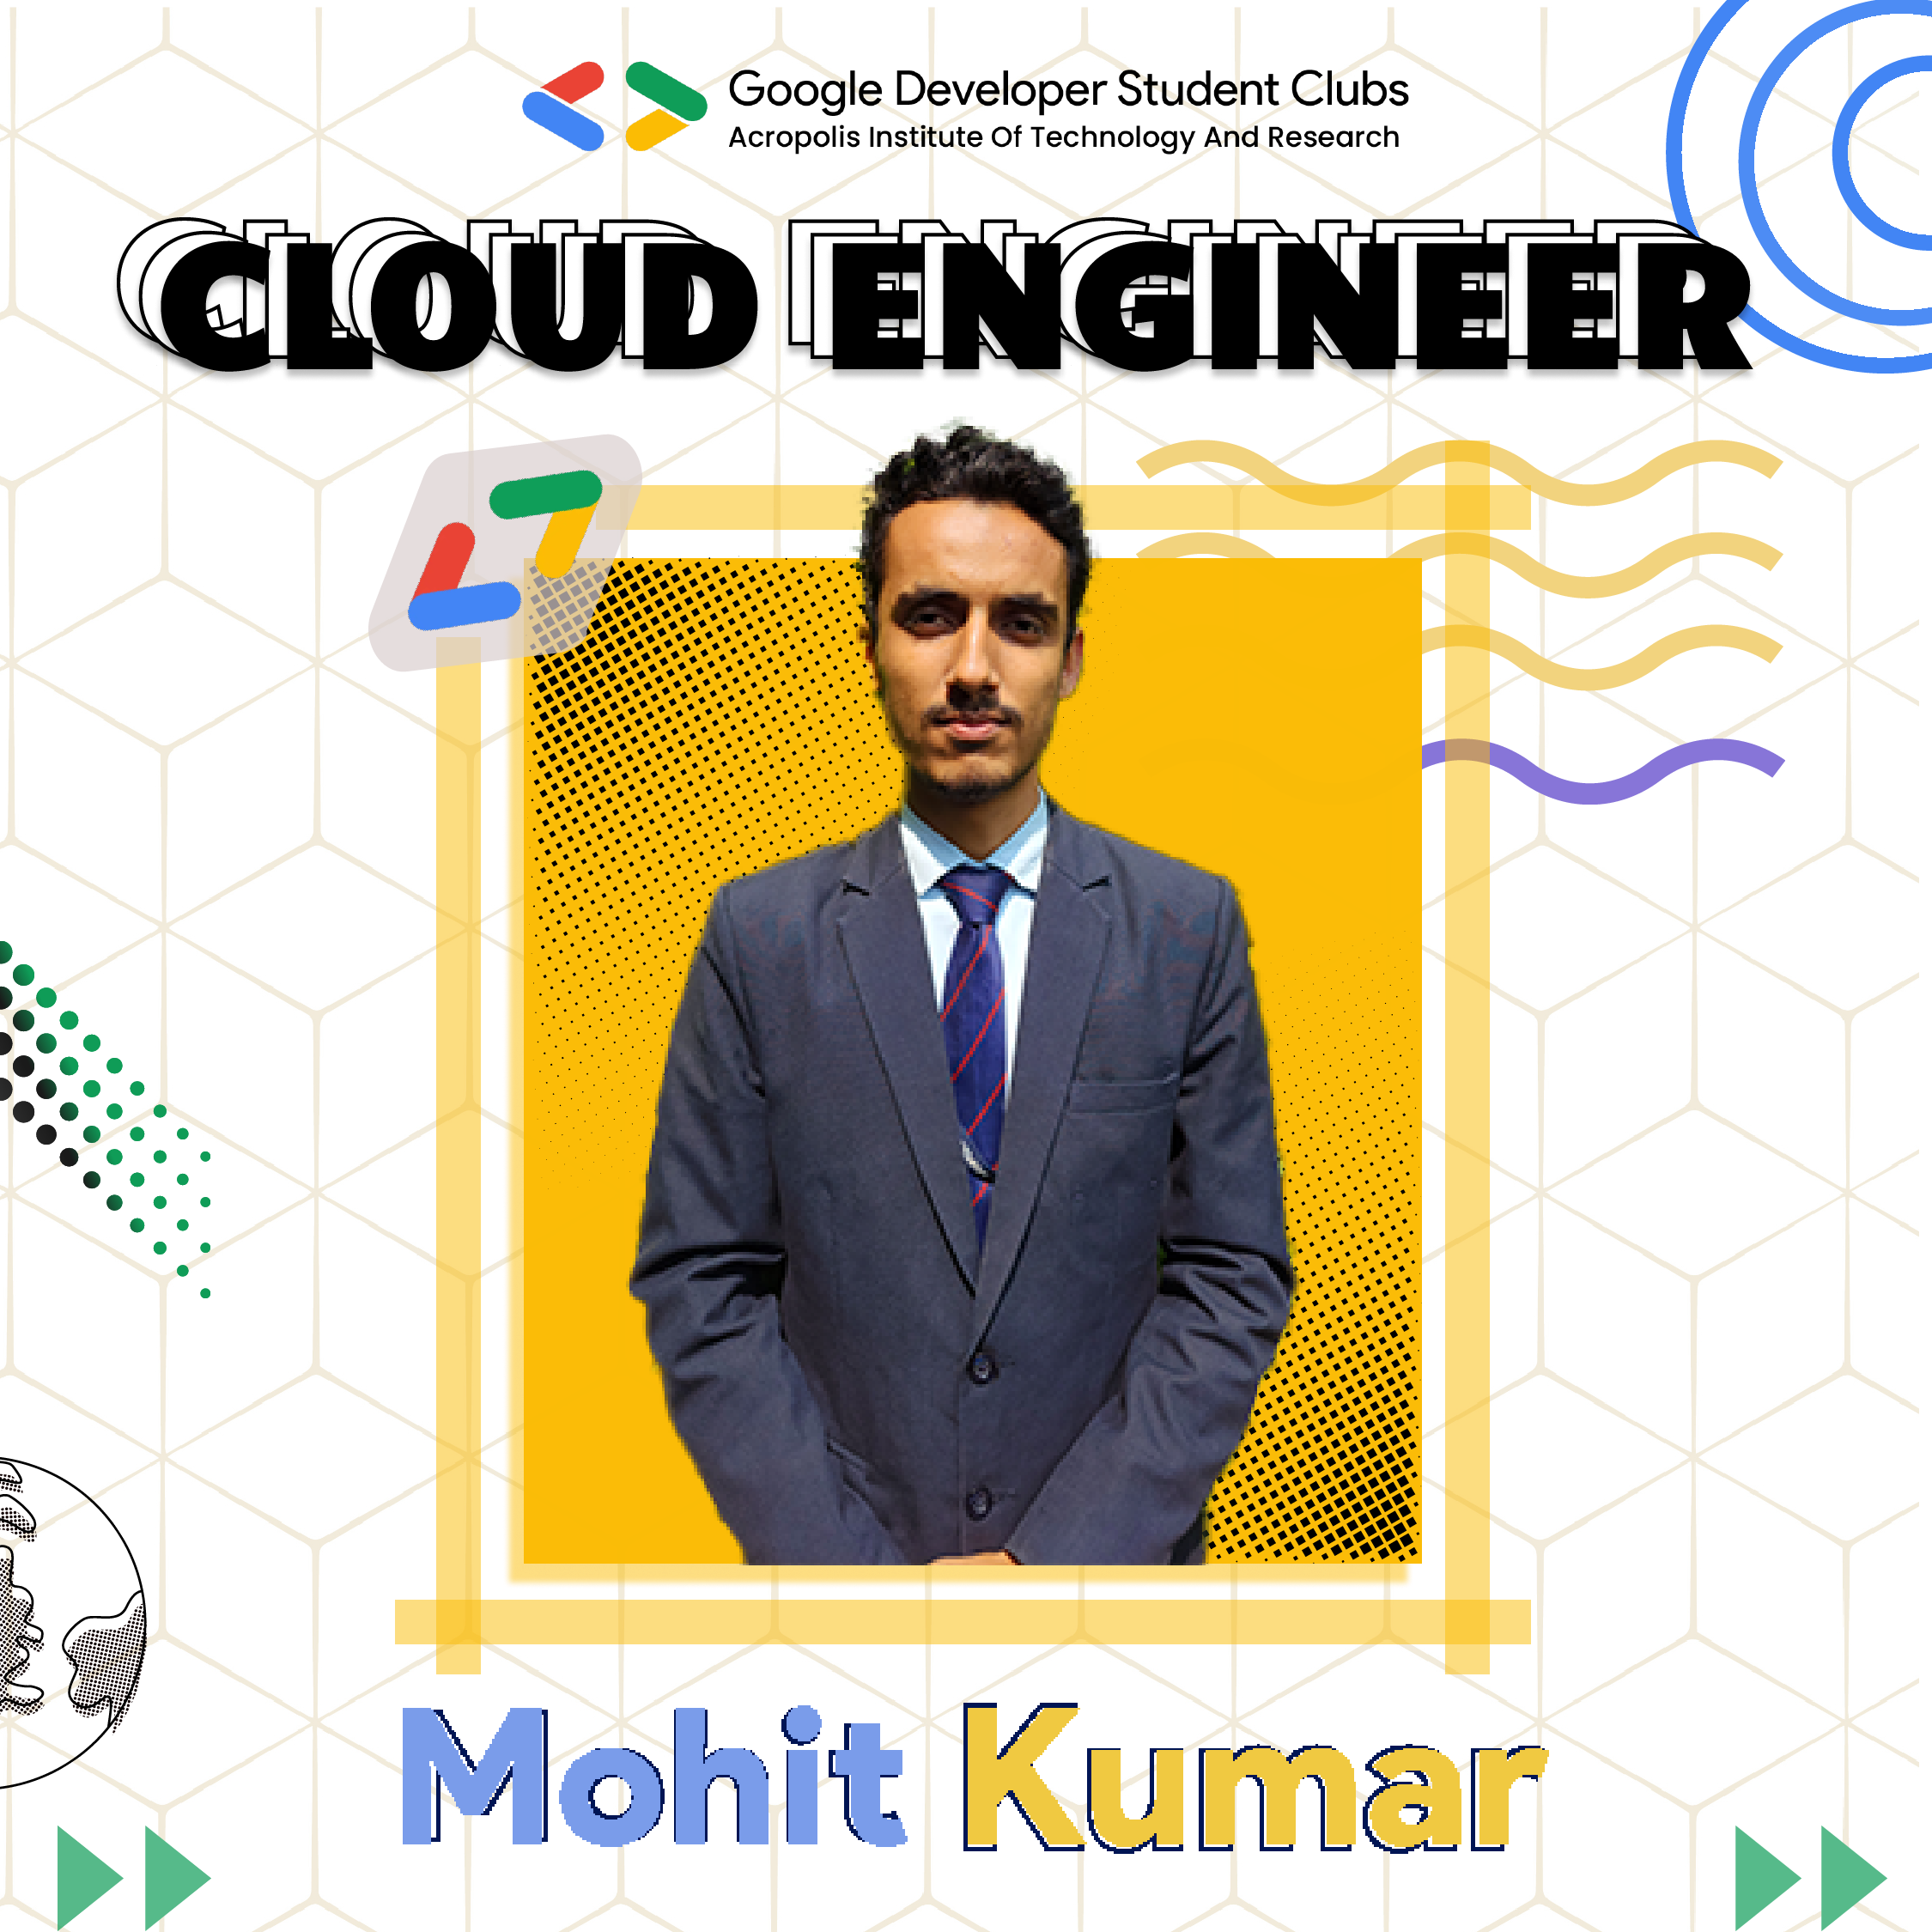 Google Developer Student Clubs
Acropolis Institute Of Technology And Research
CLOUD ENGINEER
Mohit Kumar